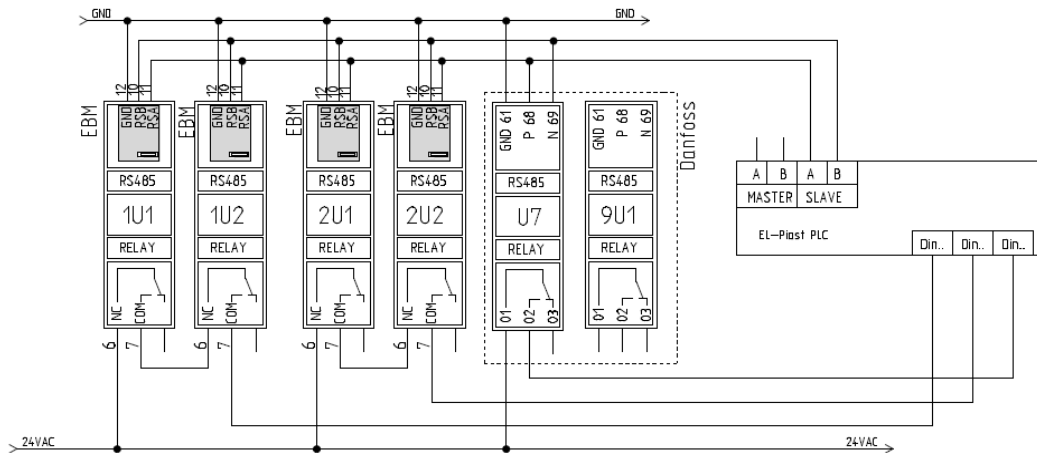 GND GND
12 10 11 12 10 11 12 10 11 12 10 11
EBM GND RSB RSA EBM GND RSB RSA EBM GND RSB RSA EBM GND RSB RSA GND 61 P 68 N 69 GND 61 P 68 N 69 Danfoss
A B A B
RS485 RS485 RS485 RS485 RS485 RS485
MASTER SLAVE
1U1 1U2 2U1 2U2 U7 9U1
EL-Piast PLC
RELAY RELAY RELAY RELAY RELAY RELAY
Din.. Din.. Din..
NC COM NC COM NC COM NC COM 01 02 03 01 02 03
6 7 6 7 6 7 6 7
24VAC 24VAC